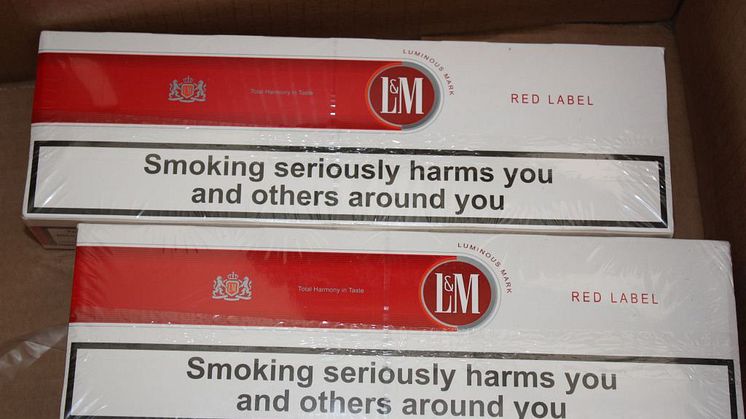 LUMINOUS MARK
Total Harmony in Taste
L&M
RED LABEL
Smoking seriously harms you
and others around you
LUMINOUS MARK
Total Harmony in Taste
L&M
RED LABEL
Smoking seriously harms you
and others around you